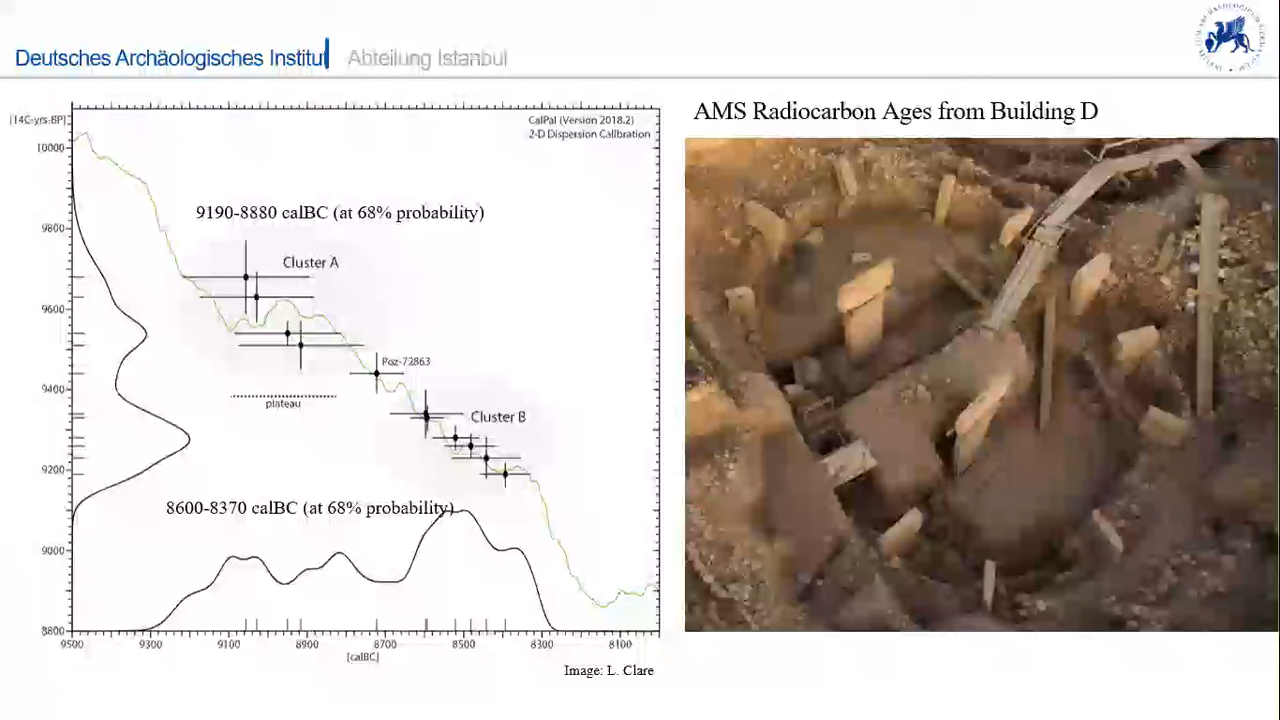 Deutsches Archäologisches Institut
Abteilung Istanbul
AMS Radiocarbon Ages from Building D
[14C-yrs-BP]
CalPal (Version 2018.2)
2-D Dispersion Calibration
10000
9800
9600
9400
9200
9000
8800
9190-8880 calBC (at 68% probability)
Cluster A
Poz-72863
plateau
Cluster B
8600-8370 calBC (at 68% probability)
9500 9300 9100 8900 8700 8500 8300 8100
[calBC]
Image: L. Clare